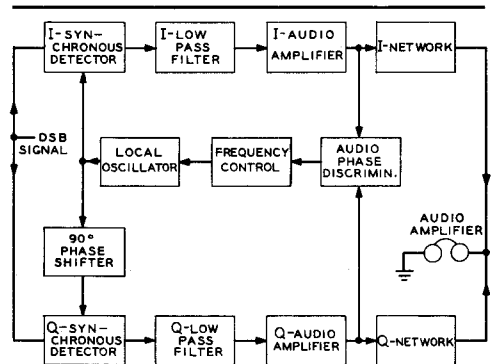 I-SYN-
CHRONOUS
DETECTOR
I-LOW
PASS
FILTER
I-AUDIO
AMPLIFIER
I-NETWORK
DSB
SIGNAL
LOCAL
OSCILLATOR
FREQUENCY
CONTROL
AUDIO
PHASE
DISCRIMIN.
90°
PHASE
SHIFTER
AUDIO
AMPLIFIER
Q-SYN-
CHRONOUS
DETECTOR
Q-LOW
PASS
FILTER
Q-AUDIO
AMPLIFIER
Q-NETWORK